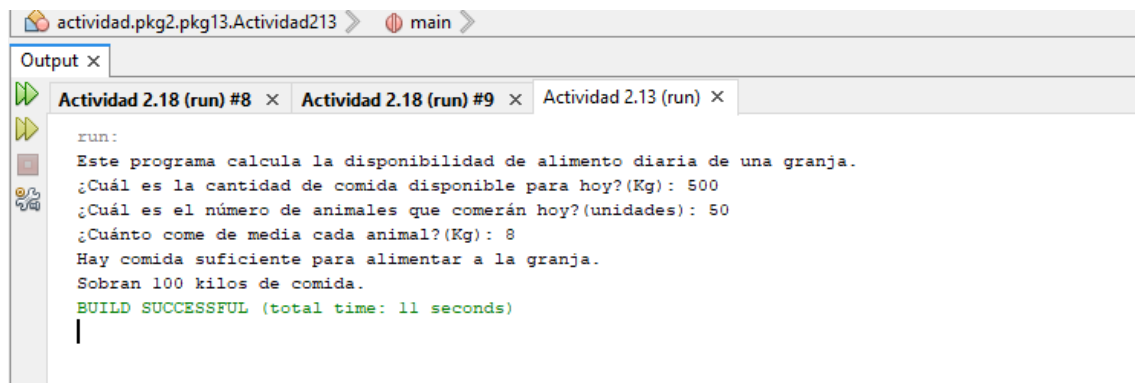 actividad.pkg2.pkg13.Actividad213 main
Output ×
Actividad 2.18 (run) #8 × Actividad 2.18 (run) #9 × Actividad 2.13 (run) ×
run:
Este programa calcula la disponibilidad de alimento diaria de una granja.
¿Cuál es la cantidad de comida disponible para hoy?(Kg): 500
¿Cuál es el número de animales que comerán hoy?(unidades): 50
¿Cuánto come de media cada animal?(Kg): 8
Hay comida suficiente para alimentar a la granja.
Sobran 100 kilos de comida.
BUILD SUCCESSFUL (total time: 11 seconds)